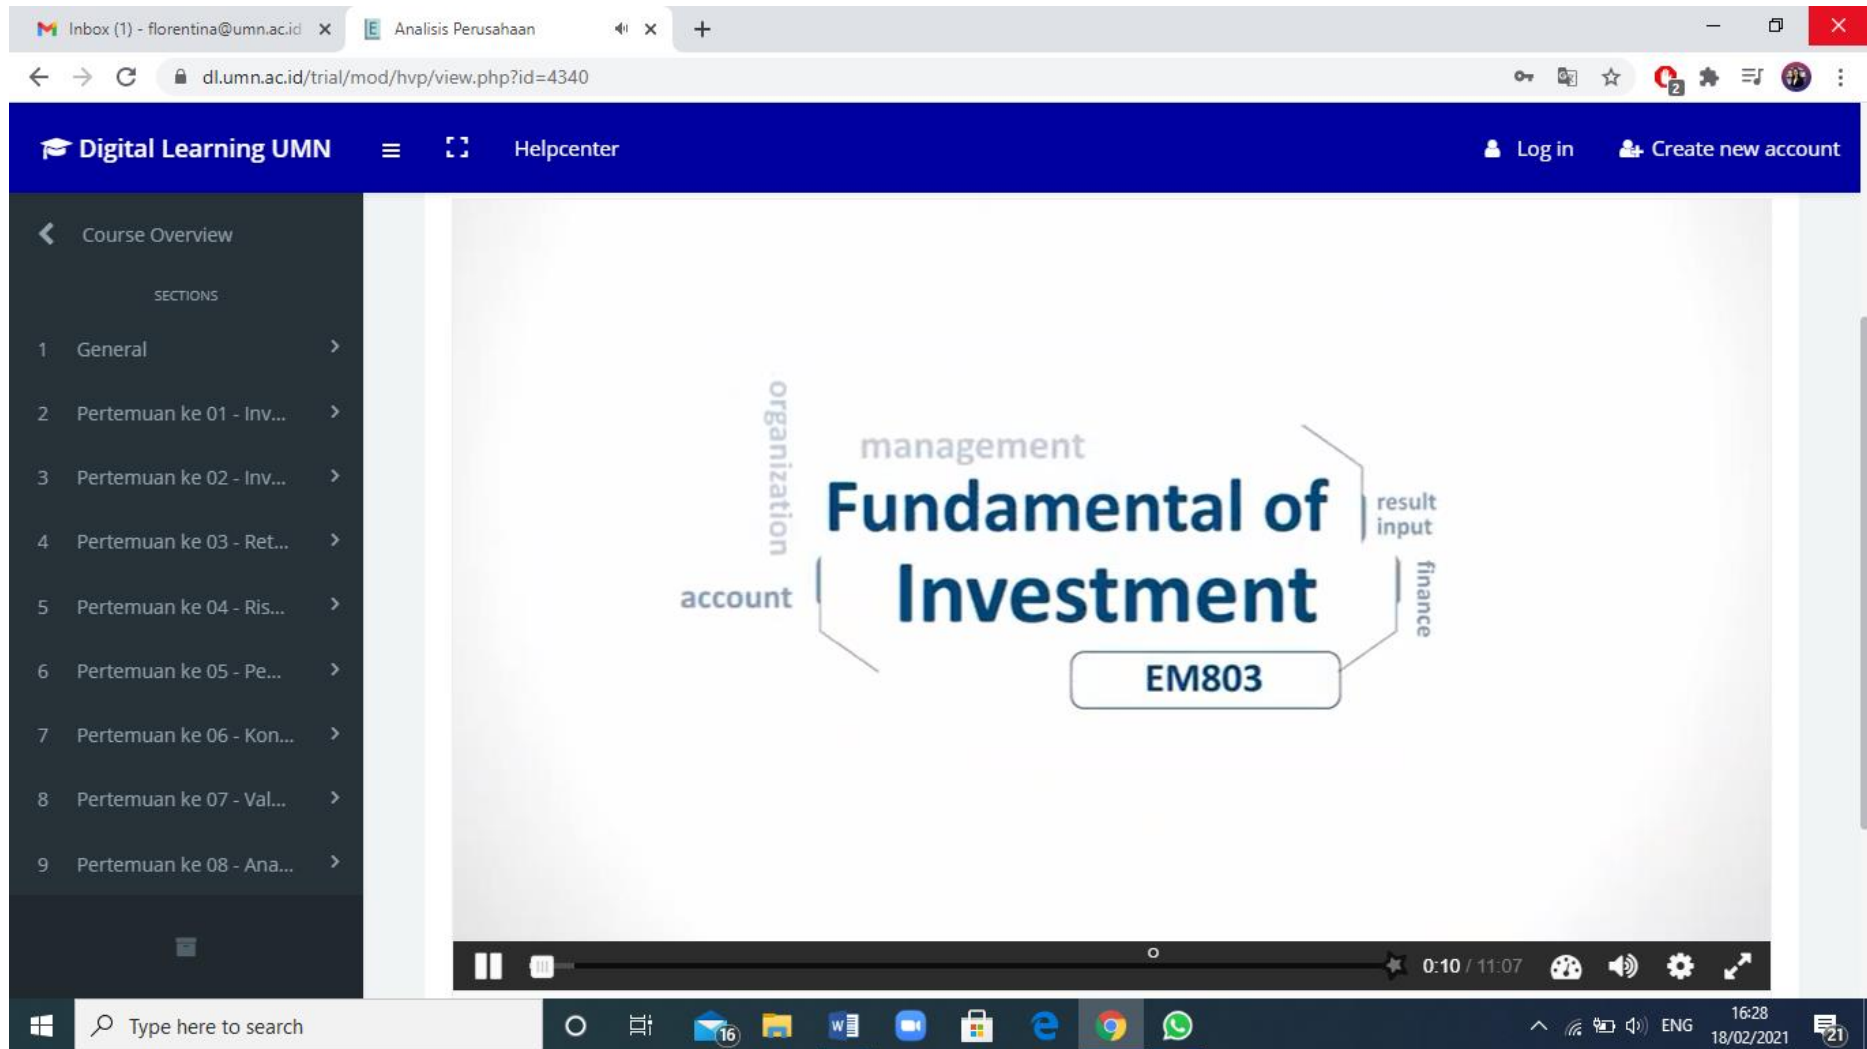 Inbox (1) - florentina@umn.ac.id
Analisis Perusahaan
dl.umn.ac.id/trial/mod/hvp/view.php?id=4340
2
Digital Learning UMN
Helpcenter
Log in
Create new account
Course Overview
SECTIONS
1 General
2 Pertemuan ke 01 - Inv...
3 Pertemuan ke 02 - Inv...
4 Pertemuan ke 03 - Ret...
5 Pertemuan ke 04 - Ris...
6 Pertemuan ke 05 - Pe...
7 Pertemuan ke 06 - Kon...
8 Pertemuan ke 07 - Val...
9 Pertemuan ke 08 - Ana...
organization
management
Fundamental of
result
input
Investment
account
finance
EM803
0:10 / 11:07
Type here to search
16
ENG
16:28
18/02/2021
21